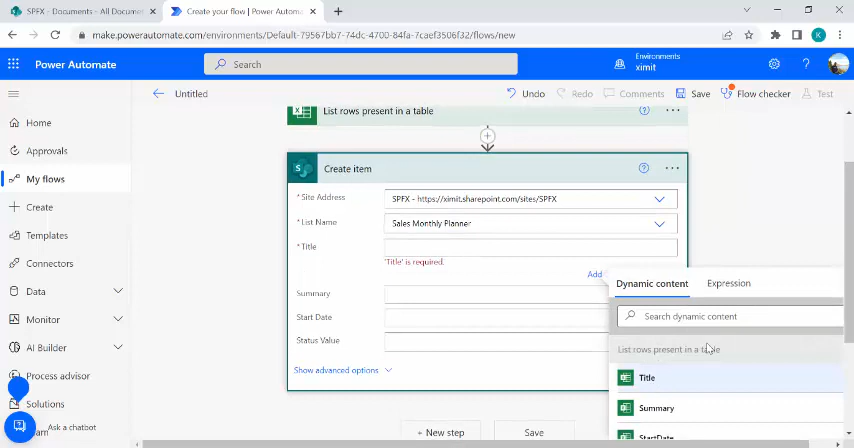 SPFX - Documents - All Document
Create your flow | Power Automate
make.powerautomate.com/environments/Default-79567bb7-47dc-4700-84fa-7caef3506f32/flows/new
K
Power Automate
Search
Environments
ximit
Untitled
Undo
Redo
Comments
Save
Flow checker
Test
Home
Approvals
My flows
Create
Templates
Connectors
Data
Monitor
AI Builder
Process advisor
Solutions
Ask a chatbot
List rows present in a table
Create item
* Site Address
SPFX - https://ximit.sharepoint.com/sites/SPFX
* List Name
Sales Monthly Planner
* Title
'Title' is required.
Add
Summary
Start Date
Status Value
Show advanced options
+ New step
Save
Dynamic content
Expression
Search dynamic content
List rows present in a table
Title
Summary
StartDate